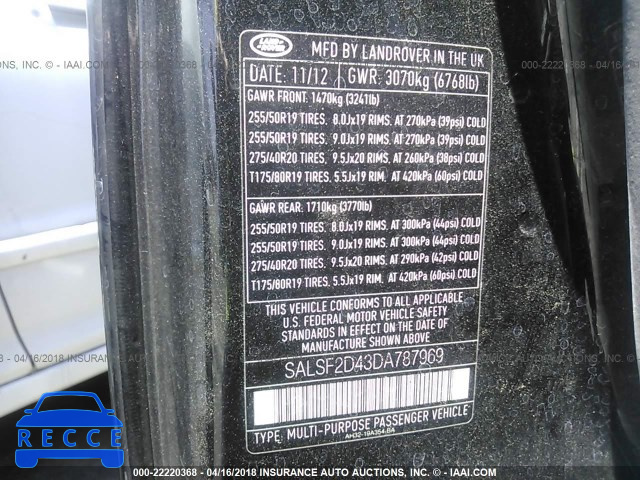 LAND
ROVER
MFD BY LANDROVER IN THE UK
DATE: 11/12 GWR: 3070kg (6768lb)
GAWR FRONT: 1470kg (3241lb)
255/50R19 TIRES, 8.0Jx19 RIMS, AT 270kPa (39psi) COLD
255/50R19 TIRES, 9.0Jx19 RIMS, AT 270kPa (39psi) COLD
275/40R20 TIRES, 9.5Jx20 RIMS, AT 260kPa (38psi) COLD
T175/80R19 TIRES, 5.5Jx19 RIM, AT 420kPa (60psi) COLD
GAWR REAR: 1710kg (3770lb)
255/50R19 TIRES, 8.0Jx19 RIMS, AT 300kPa (44psi) COLD
255/50R19 TIRES, 9.0Jx19 RIMS, AT 300kPa (44psi) COLD
275/40R20 TIRES, 9.5Jx20 RIMS, AT 290kPa (42psi) COLD
T175/80R19 TIRES, 5.5Jx19 RIM, AT 420kPa (60psi) COLD
THIS VEHICLE CONFORMS TO ALL APPLICABLE
U.S. FEDERAL MOTOR VEHICLE SAFETY
STANDARDS IN EFFECT ON THE DATE OF
MANUFACTURE SHOWN ABOVE.
SALSF2D43DA787969
TYPE: MULTI-PURPOSE PASSENGER VEHICLE
AH32-19A354-BA
RECCE
000-22220368 - 04/16/2018 INSURANCE AUTO AUCTIONS - © IAAI.COM